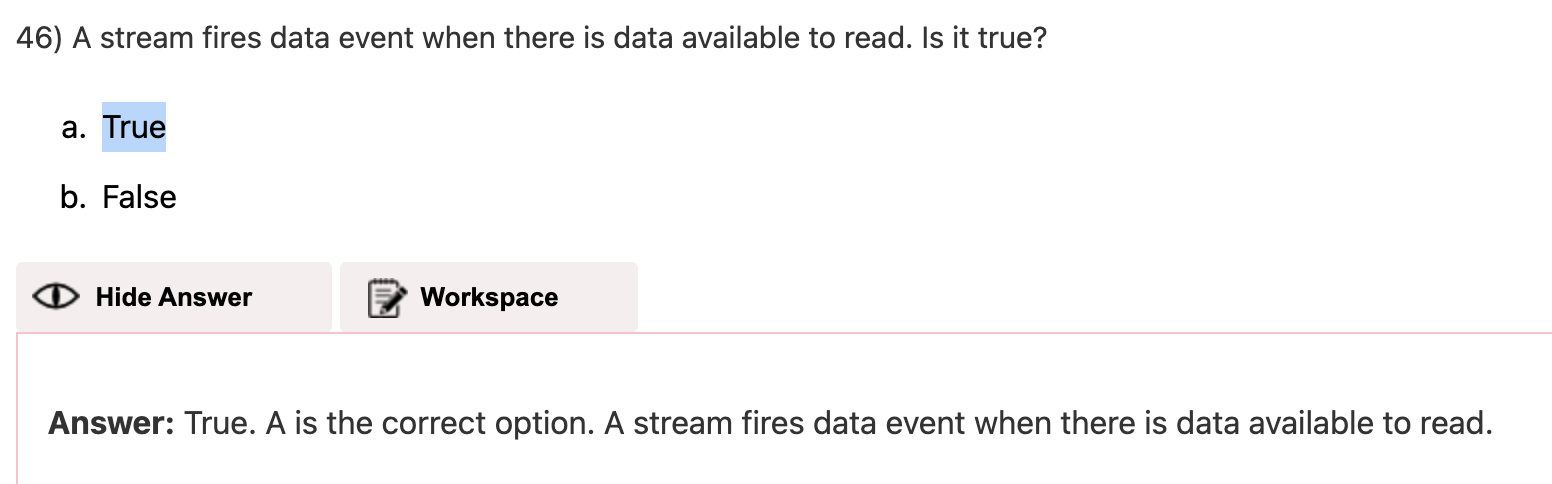 46) A stream fires data event when there is data available to read. Is it true?
a. True
b. False
Hide Answer
Workspace
Answer: True. A is the correct option. A stream fires data event when there is data available to read.